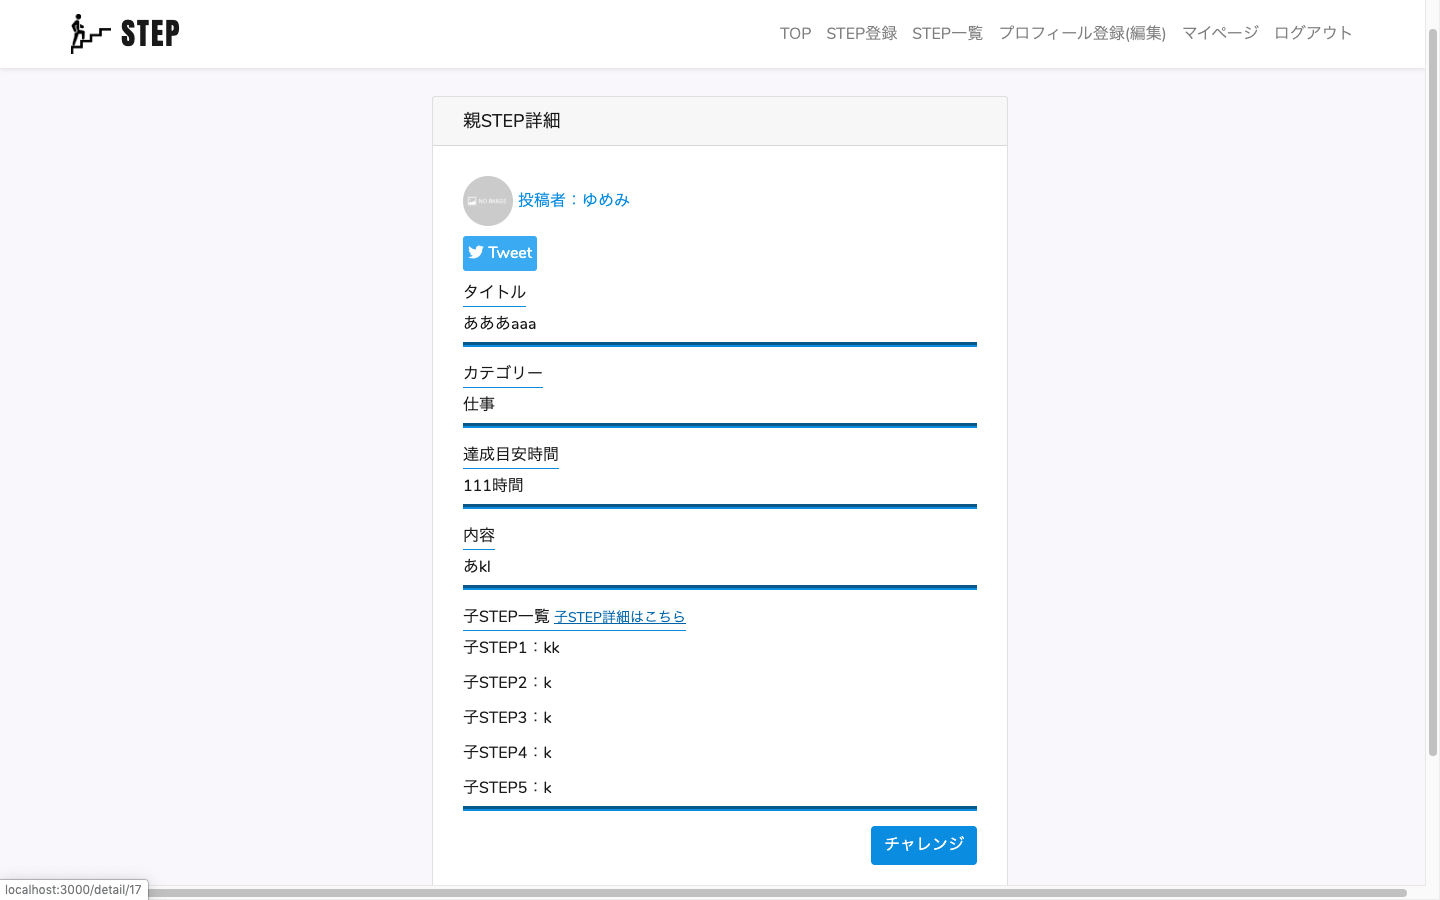 STEP
TOP STEP登録 STEP一覧 プロフィール登録(編集) マイページ ログアウト
親STEP詳細
NO IMAGE
投稿者：ゆめみ
Tweet
タイトル
あああaaa
カテゴリー
仕事
達成目安時間
111時間
内容
あkl
子STEP一覧 子STEP詳細はこちら
子STEP1：kk
子STEP2：k
子STEP3：k
子STEP4：k
子STEP5：k
チャレンジ
localhost:3000/detail/17